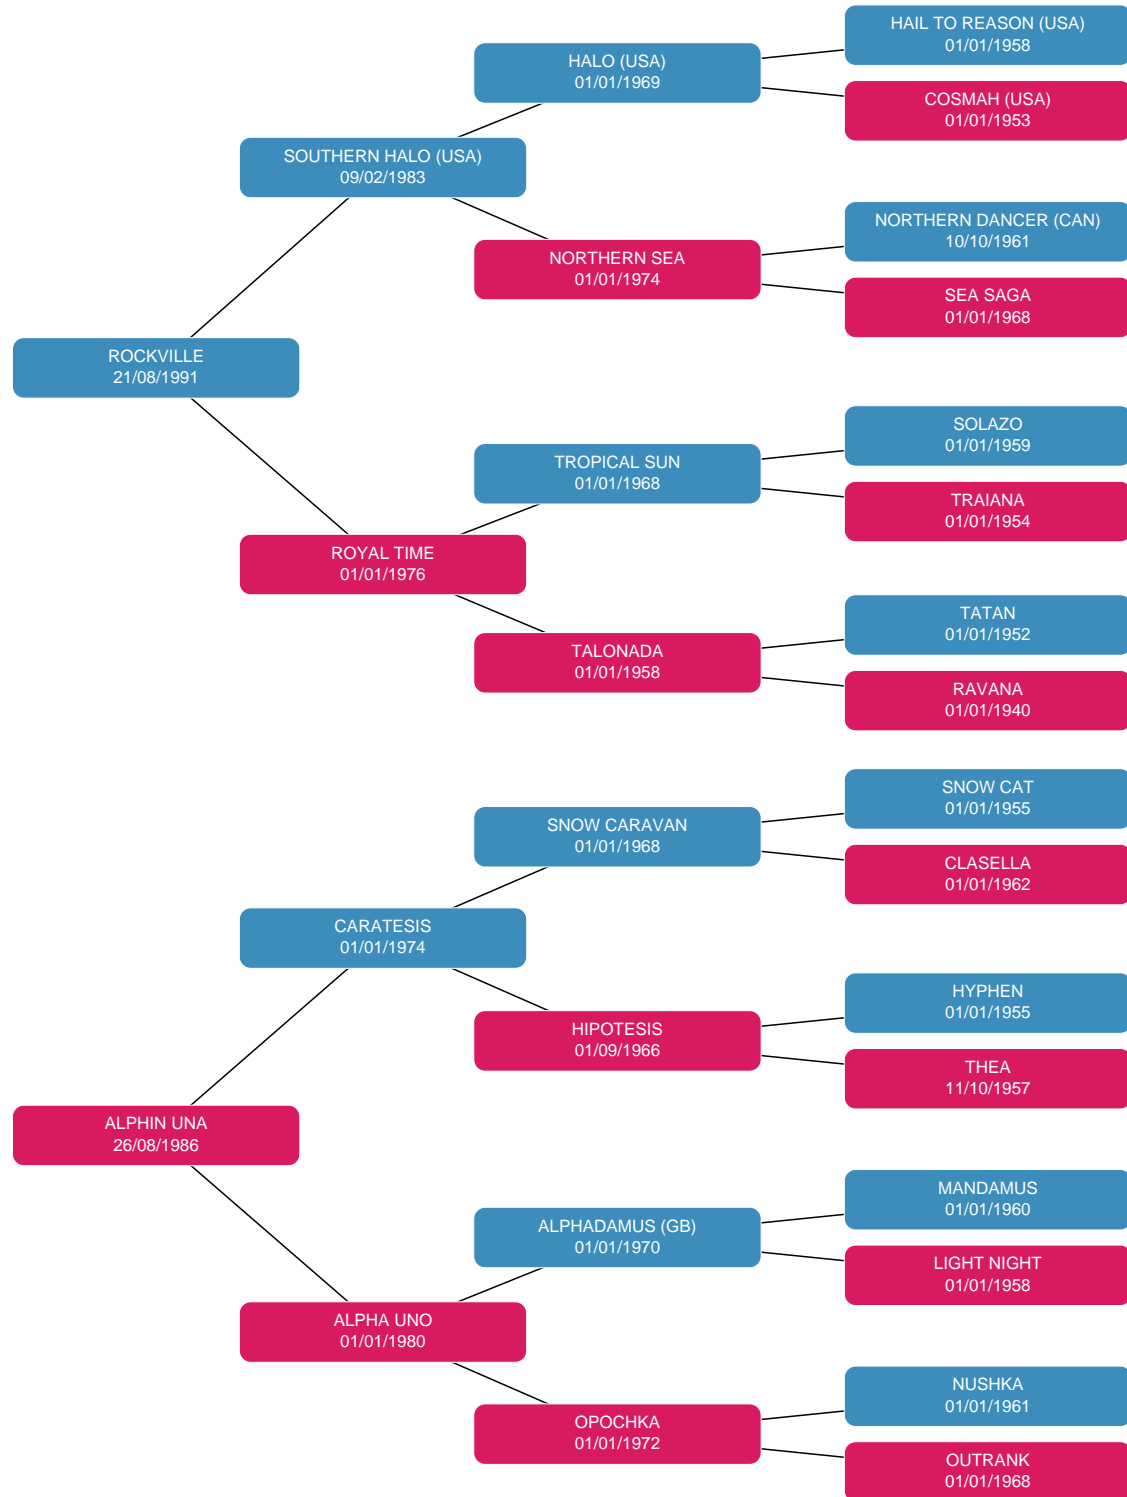 HAIL TO REASON (USA)
01/01/1958
HALO (USA)
01/01/1969
COSMAH (USA)
01/01/1953
SOUTHERN HALO (USA)
09/02/1983
NORTHERN DANCER (CAN)
10/10/1961
NORTHERN SEA
01/01/1974
SEA SAGA
01/01/1968
ROCKVILLE
21/08/1991
SOLAZO
01/01/1959
TROPICAL SUN
01/01/1968
TRAIANA
01/01/1954
ROYAL TIME
01/01/1976
TATAN
01/01/1952
TALONADA
01/01/1958
RAVANA
01/01/1940
SNOW CAT
01/01/1955
SNOW CARAVAN
01/01/1968
CLASELLA
01/01/1962
CARATESIS
01/01/1974
HYPHEN
01/01/1955
HIPOTESIS
01/09/1966
THEA
11/10/1957
ALPHIN UNA
26/08/1986
MANDAMUS
01/01/1960
ALPHADAMUS (GB)
01/01/1970
LIGHT NIGHT
01/01/1958
ALPHA UNO
01/01/1980
NUSHKA
01/01/1961
OPOCHKA
01/01/1972
OUTRANK
01/01/1968